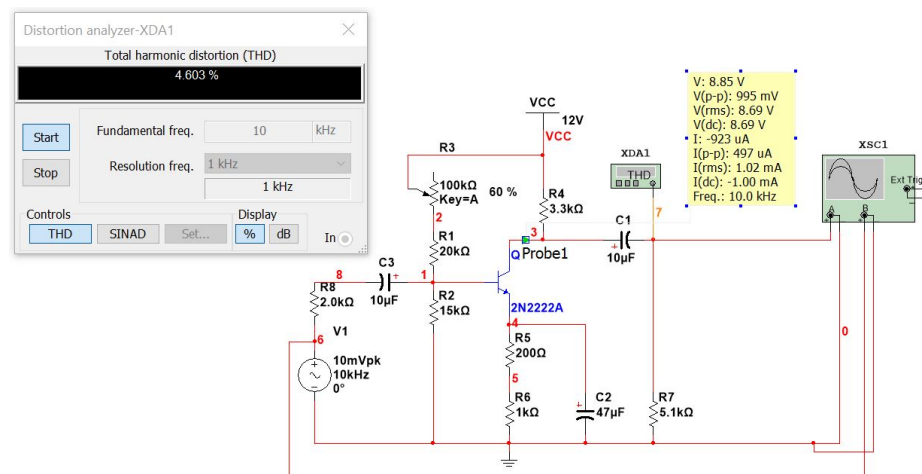 Distortion analyzer-XDA1
Total harmonic distortion (THD)
4.603 %
Start
Stop
Fundamental freq.
10
kHz
Resolution freq.
1 kHz
1 kHz
Controls
THD
SINAD
Set...
Display
%
dB
In
V: 8.85 V
V(p-p): 995 mV
V(rms): 8.69 V
V(dc): 8.69 V
I: -923 uA
I(p-p): 497 uA
I(rms): 1.02 mA
I(dc): -1.00 mA
Freq.: 10.0 kHz
VCC
12V
VCC
R3
100kΩ
Key=A
60 %
2
R4
3.3kΩ
XDA1
THD
7
XSC1
Ext Trig
A
B
R1
20kΩ
3
C1
10µF
Q
Probe1
8
C3
10µF
1
R8
2.0kΩ
R2
15kΩ
2N2222A
4
0
V1
6
10mVpk
10kHz
0°
R5
200Ω
5
R6
1kΩ
C2
47µF
R7
5.1kΩ